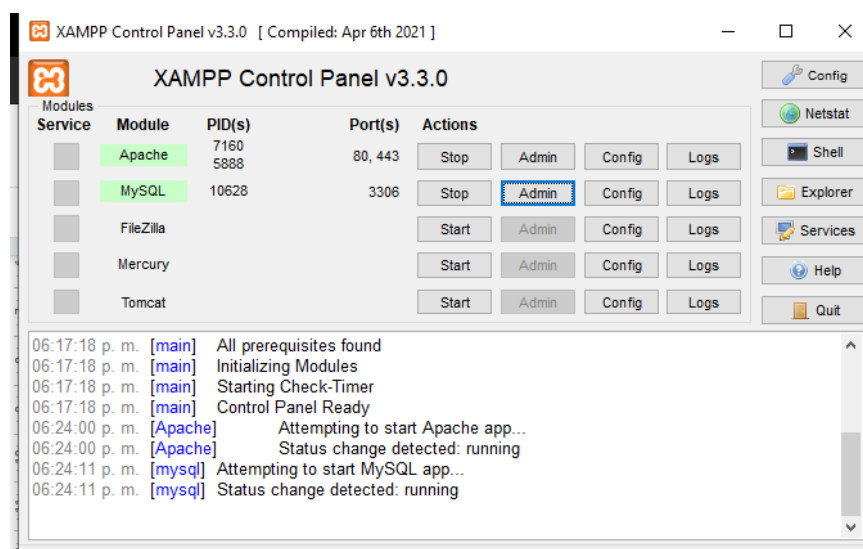 XAMPP Control Panel v3.3.0 [ Compiled: Apr 6th 2021 ]
XAMPP Control Panel v3.3.0
Config
Modules
Service Module PID(s) Port(s) Actions
Netstat
Apache 7160 5888 80, 443 Stop Admin Config Logs
Shell
MySQL 10628 3306 Stop Admin Config Logs
Explorer
FileZilla Start Admin Config Logs
Services
Mercury Start Admin Config Logs
Help
Tomcat Start Admin Config Logs
Quit
06:17:18 p. m. [main] All prerequisites found
06:17:18 p. m. [main] Initializing Modules
06:17:18 p. m. [main] Starting Check-Timer
06:17:18 p. m. [main] Control Panel Ready
06:24:00 p. m. [Apache] Attempting to start Apache app...
06:24:00 p. m. [Apache] Status change detected: running
06:24:11 p. m. [mysql] Attempting to start MySQL app...
06:24:11 p. m. [mysql] Status change detected: running